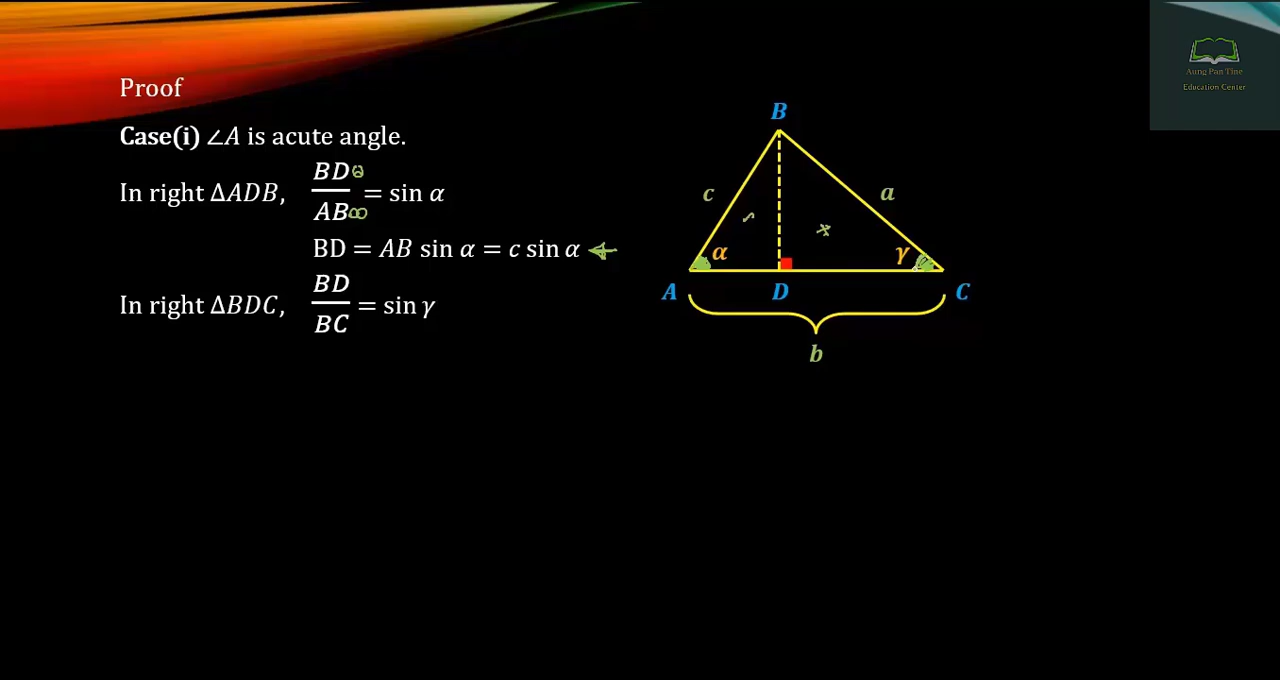 Aung Pan Tine
Education Center
Proof
Case(i) ∠A is acute angle.
In right ΔADB, BD/AB = sin α
BD = AB sin α = c sin α
In right ΔBDC, BD/BC = sin γ
B
c
a
α
γ
A
D
C
b